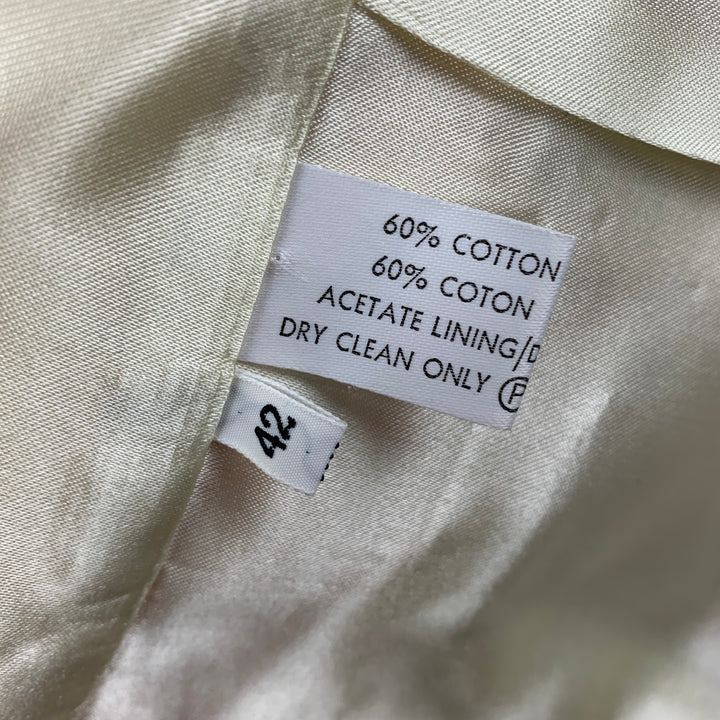 60% COTTON
60% COTON
ACETATE LINING/D
DRY CLEAN ONLY Ⓟ
42